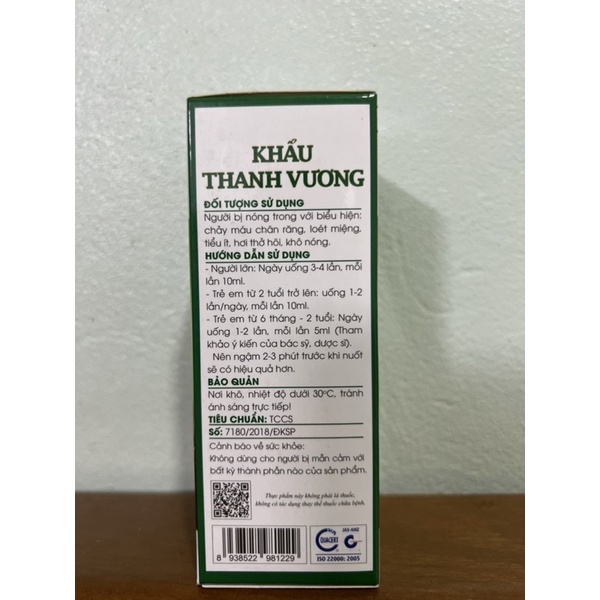 KHẨU
THANH VƯƠNG
ĐỐI TƯỢNG SỬ DỤNG
Người bị nóng trong với biểu hiện:
chảy máu chân răng, loét miệng,
tiểu ít, hơi thở hôi, khô nóng.
HƯỚNG DẪN SỬ DỤNG
- Người lớn: Ngày uống 3-4 lần, mỗi
lần 10ml.
- Trẻ em từ 2 tuổi trở lên: uống 1-2
lần/ngày, mỗi lần 10ml.
- Trẻ em từ 6 tháng - 2 tuổi: Ngày
uống 1-2 lần, mỗi lần 5ml (Tham
khảo ý kiến của bác sỹ, dược sĩ).
Nên ngậm 2-3 phút trước khi nuốt
sẽ có hiệu quả hơn.
BẢO QUẢN
Nơi khô, nhiệt độ dưới 30°C, tránh
ánh sáng trực tiếp!
TIÊU CHUẨN: TCCS
Số: 7180/2018/ĐKSP
Cảnh báo về sức khỏe:
Không dùng cho người bị mẫn cảm với
bất kỳ thành phần nào của sản phẩm.
Thực phẩm này không phải là thuốc,
không có tác dụng thay thế thuốc chữa bệnh.
8 938522 981229
QUACERT
JAS-ANZ
ISO 22000: 2005